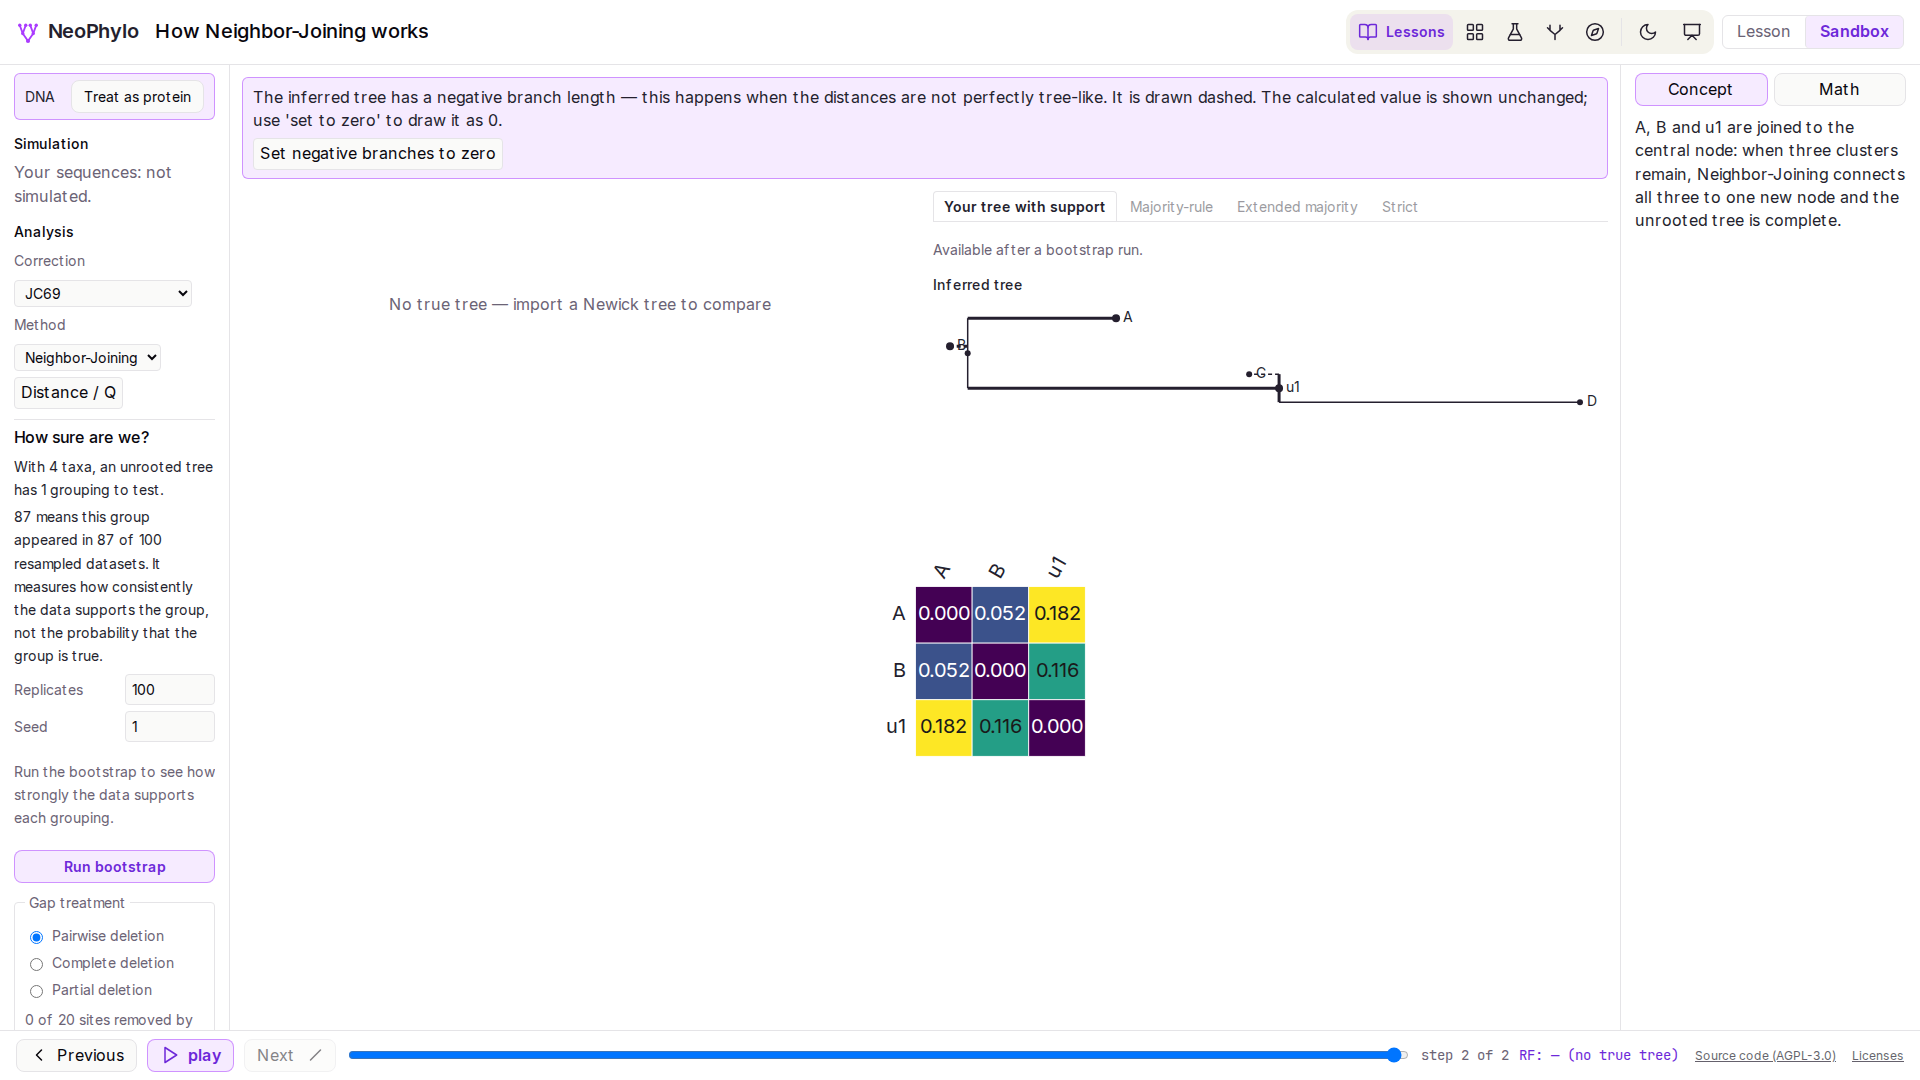 NeoPhylo
How Neighbor-Joining works
Lessons
Lesson
Sandbox
DNA
Treat as protein
Simulation
Your sequences: not
simulated.
Analysis
Correction
JC69
Method
Neighbor-Joining
Distance / Q
How sure are we?
With 4 taxa, an unrooted tree
has 1 grouping to test.
87 means this group
appeared in 87 of 100
resampled datasets. It
measures how consistently
the data supports the group,
not the probability that the
group is true.
Replicates 100
Seed 1
Run the bootstrap to see how
strongly the data supports
each grouping.
Run bootstrap
Gap treatment
Pairwise deletion
Complete deletion
Partial deletion
0 of 20 sites removed by
The inferred tree has a negative branch length — this happens when the distances are not perfectly tree-like. It is drawn dashed. The calculated value is shown unchanged;
use 'set to zero' to draw it as 0.
Set negative branches to zero
No true tree — import a Newick tree to compare
Your tree with support
Majority-rule
Extended majority
Strict
Available after a bootstrap run.
Inferred tree
A
B
C
u1
D
A B u1
A 0.000 0.052 0.182
B 0.052 0.000 0.116
u1 0.182 0.116 0.000
Concept
Math
A, B and u1 are joined to the
central node: when three clusters
remain, Neighbor-Joining connects
all three to one new node and the
unrooted tree is complete.
Previous
play
Next
step 2 of 2
RF: — (no true tree)
Source code (AGPL-3.0)
Licenses